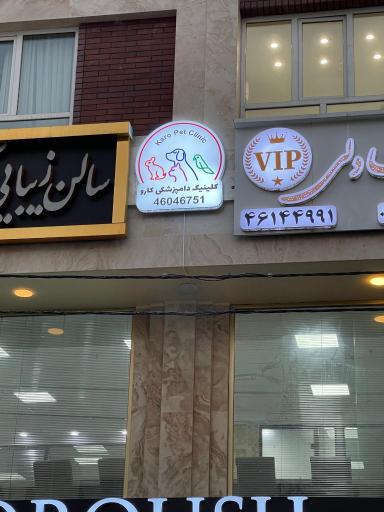 سالن زیبایی
Karo Pet Clinic
کلینیک دامپزشکی کارو
46046751
VIP
۴۶۱۴۴۹۹۱